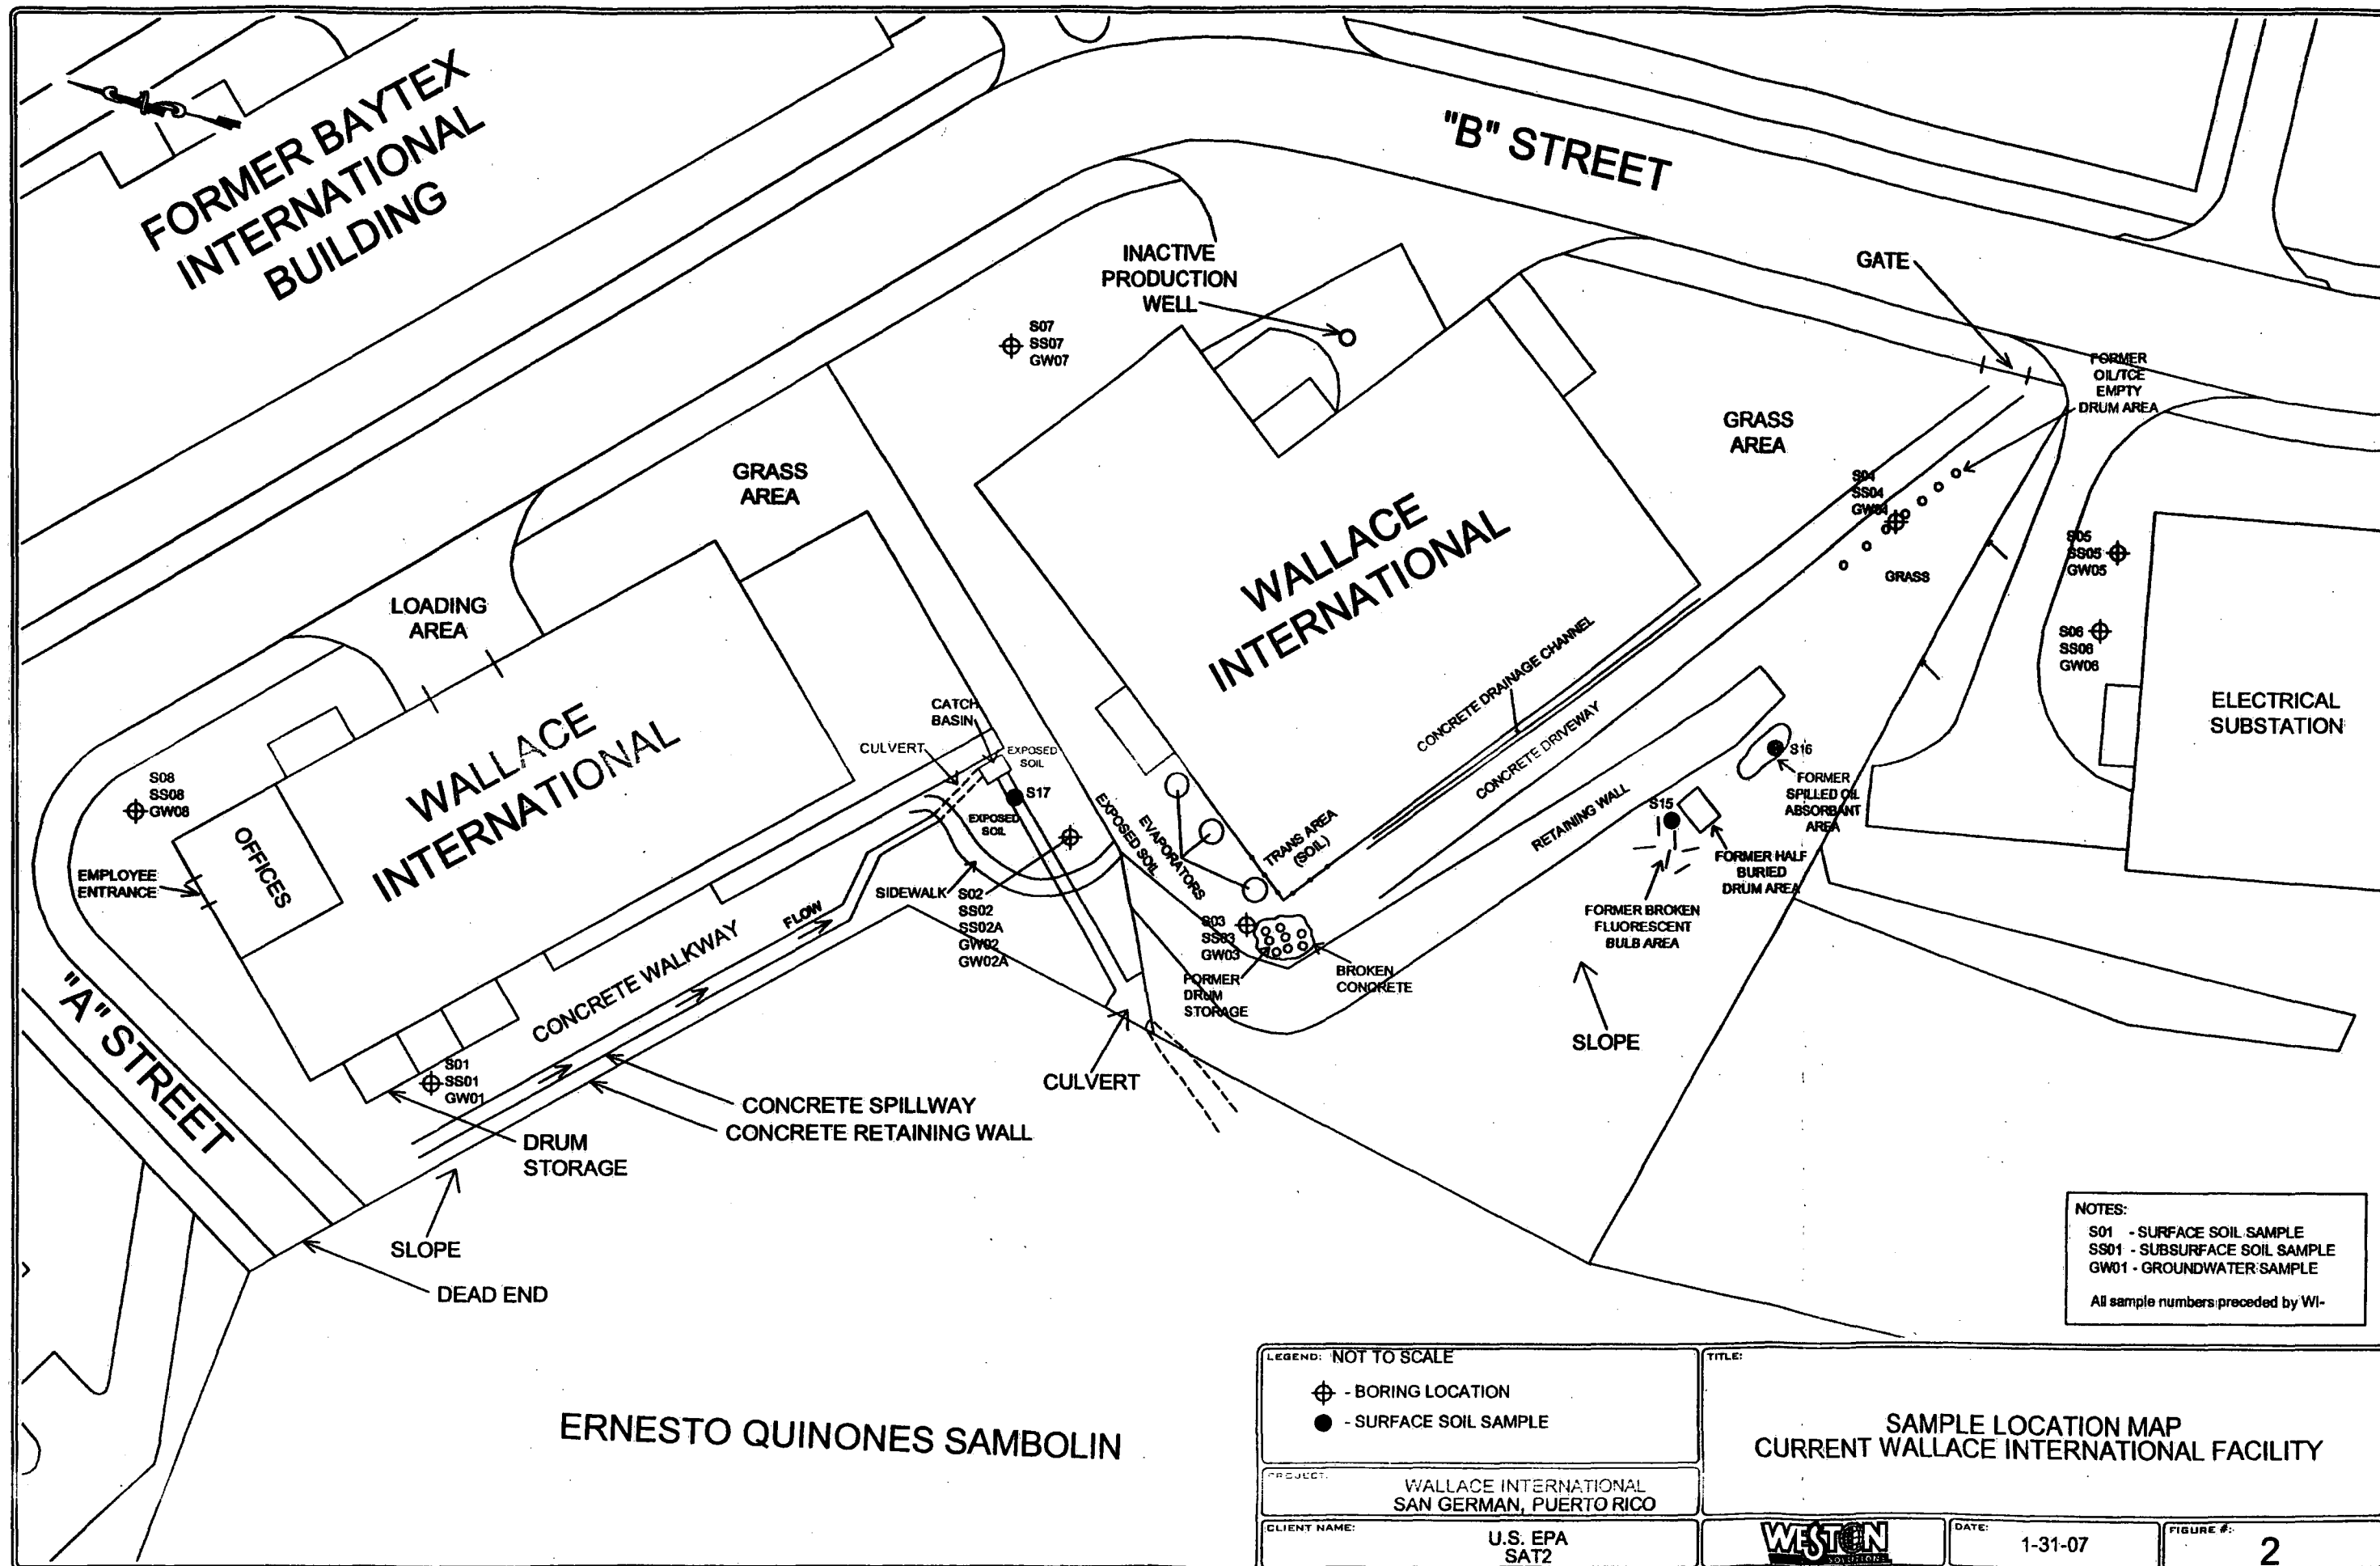 FORMER BAYTEX
INTERNATIONAL
BUILDING
"B" STREET
INACTIVE
PRODUCTION
WELL
GATE
S07
SS07
GW07
FORMER
OIL/TCE
EMPTY
DRUM AREA
GRASS
AREA
GRASS
AREA
S04
SS04
GW04
S05
SS05
GW05
GRASS
S06
SS06
GW06
ELECTRICAL
SUBSTATION
LOADING
AREA
WALLACE
INTERNATIONAL
WALLACE
INTERNATIONAL
CONCRETE DRAINAGE CHANNEL
CONCRETE DRIVEWAY
RETAINING WALL
CATCH
BASIN
CULVERT
EXPOSED
SOIL
S17
EXPOSED
SOIL
EXPOSED SOIL
EVAPORATORS
TRANS AREA
(SOIL)
S16
FORMER
SPILLED OIL
ABSORBANT
AREA
S15
FORMER HALF
BURIED
DRUM AREA
FORMER BROKEN
FLUORESCENT
BULB AREA
S08
SS08
GW08
OFFICES
EMPLOYEE
ENTRANCE
SIDEWALK
S02
SS02
SS02A
GW02
GW02A
S03
SS03
GW03
FORMER
DRUM
STORAGE
BROKEN
CONCRETE
FLOW
CONCRETE WALKWAY
"A" STREET
SLOPE
CULVERT
S01
SS01
GW01
CONCRETE SPILLWAY
CONCRETE RETAINING WALL
DRUM
STORAGE
SLOPE
DEAD END
NOTES:
S01 - SURFACE SOIL SAMPLE
SS01 - SUBSURFACE SOIL SAMPLE
GW01 - GROUNDWATER SAMPLE
All sample numbers preceded by WI-
ERNESTO QUINONES SAMBOLIN
LEGEND: NOT TO SCALE
- BORING LOCATION
- SURFACE SOIL SAMPLE
PROJECT:
WALLACE INTERNATIONAL
SAN GERMAN, PUERTO RICO
CLIENT NAME:
U.S. EPA
SAT2
TITLE:
SAMPLE LOCATION MAP
CURRENT WALLACE INTERNATIONAL FACILITY
WESTON
SOLUTIONS
DATE:
1-31-07
FIGURE #:
2